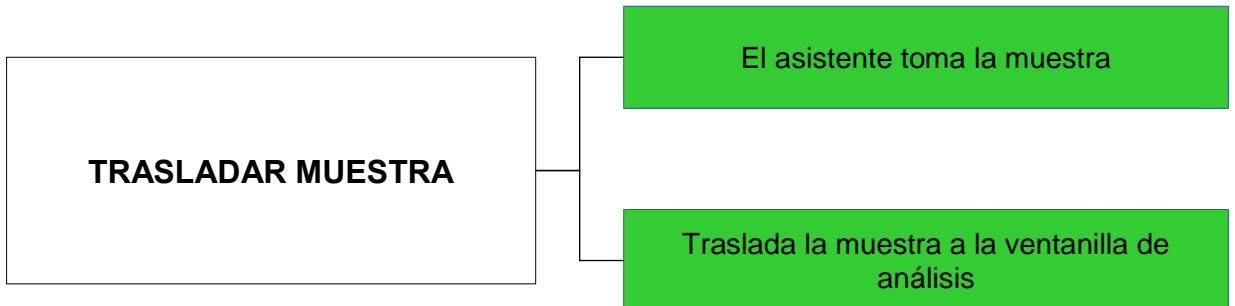 El asistente toma la muestra
TRASLADAR MUESTRA
Traslada la muestra a la ventanilla de
análisis